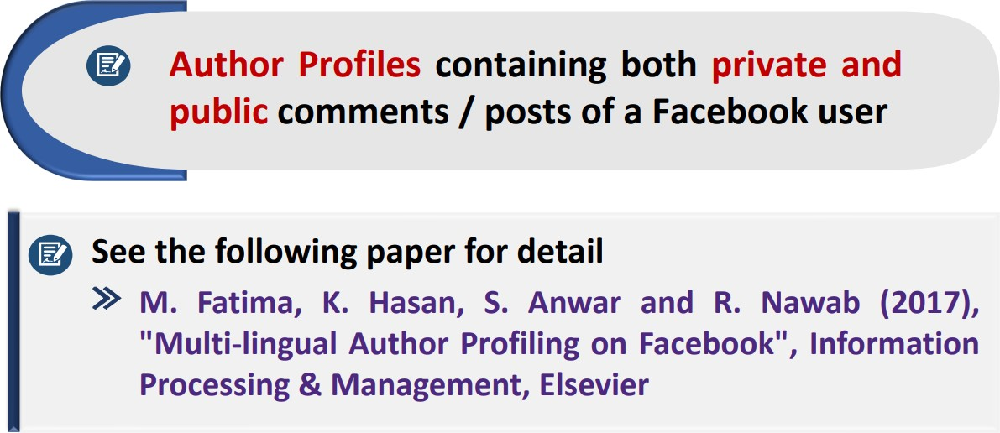 Author Profiles containing both private and
public comments / posts of a Facebook user
See the following paper for detail
M. Fatima, K. Hasan, S. Anwar and R. Nawab (2017),
"Multi-lingual Author Profiling on Facebook", Information
Processing & Management, Elsevier